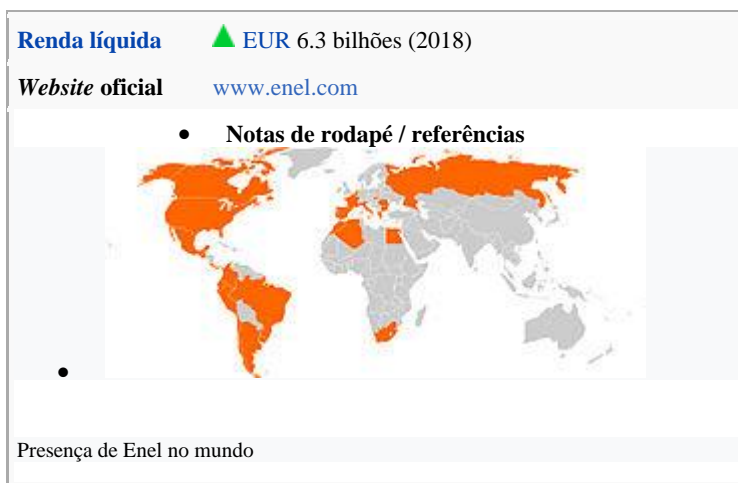 Renda líquida EUR 6.3 bilhões (2018)
Website oficial www.enel.com
• Notas de rodapé / referências
•
Presença de Enel no mundo